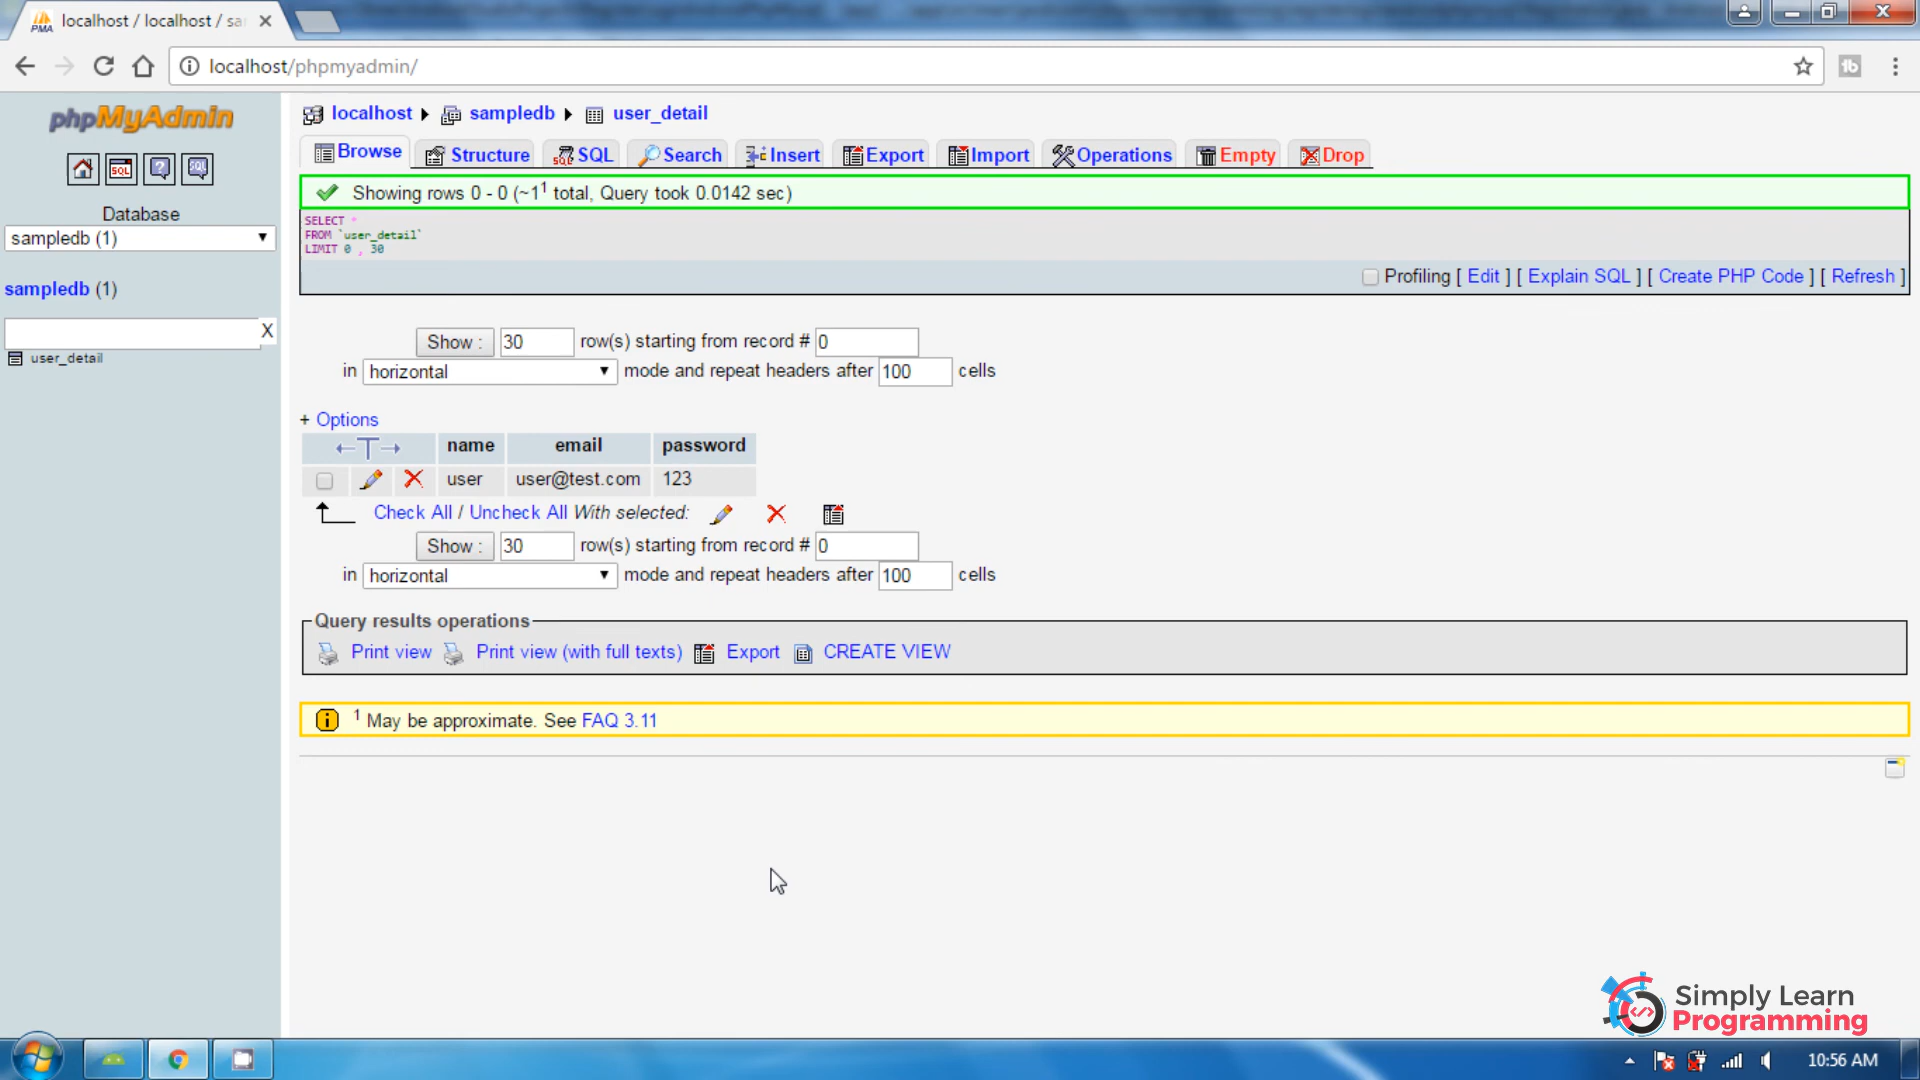 localhost / localhost / sa
localhost/phpmyadmin/
phpMyAdmin
PMA
SQL
SQL
Database
sampledb (1)
sampledb (1)
X
user_detail
localhost sampledb user_detail
Browse Structure SQL Search Insert Export Import Operations Empty Drop
Showing rows 0 - 0 (~1¹ total, Query took 0.0142 sec)
SELECT *
FROM `user_detail`
LIMIT 0 , 30
Profiling [ Edit ] [ Explain SQL ] [ Create PHP Code ] [ Refresh ]
Show : 30 row(s) starting from record # 0
in horizontal mode and repeat headers after 100 cells
+ Options
←T→ name email password
user user@test.com 123
Check All / Uncheck All With selected:
Show : 30 row(s) starting from record # 0
in horizontal mode and repeat headers after 100 cells
Query results operations
Print view Print view (with full texts) Export CREATE VIEW
¹ May be approximate. See FAQ 3.11
Simply Learn
Programming
10:56 AM